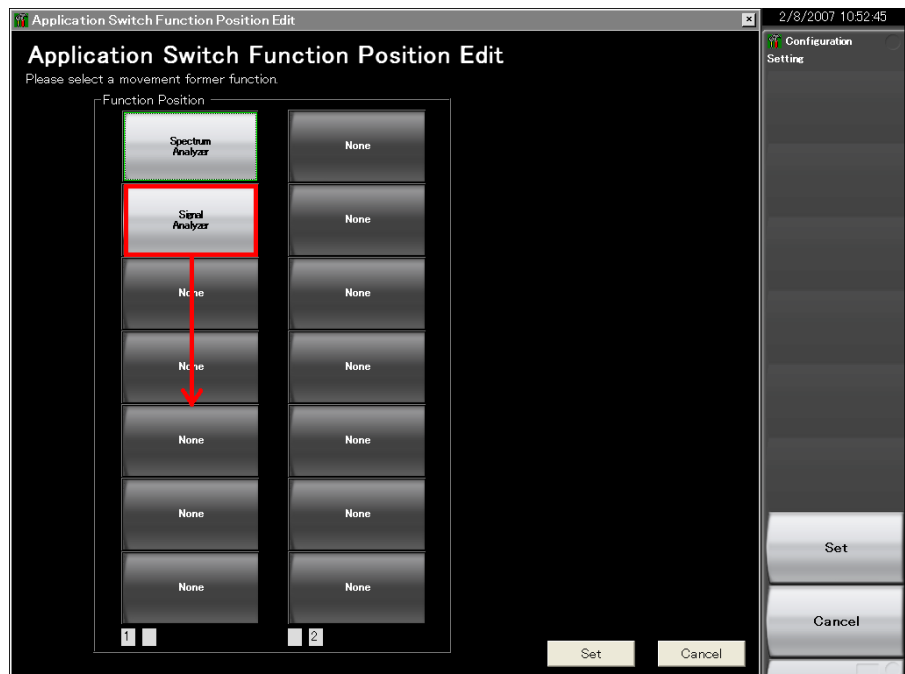 Application Switch Function Position Edit
2/8/2007 10:52:45
Configuration
Setting
Application Switch Function Position Edit
Please select a movement former function.
Function Position
Spectrum
Analyzer
None
Signal
Analyzer
None
None
None
None
None
None
None
None
None
None
None
1
2
Set
Cancel
Set
Cancel